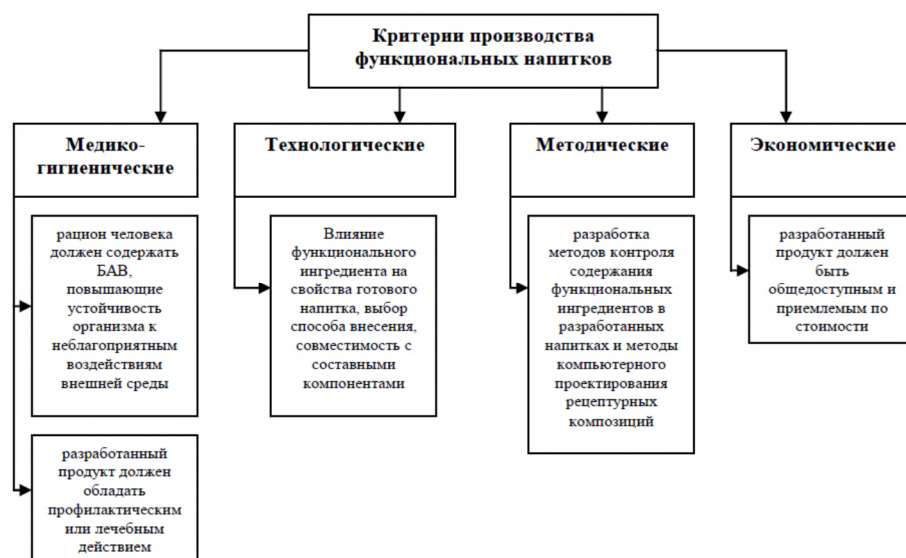 Критерии производства
функциональных напитков
Медико-
гигиенические
Технологические
Методические
Экономические
рацион человека
должен содержать
БАВ,
повышающие
устойчивость
организма к
неблагоприятным
воздействиям
внешней среды
Влияние
функционального
ингредиента на
свойства готового
напитка, выбор
способа внесения,
совместимость с
составными
компонентами
разработка
методов контроля
содержания
функциональных
ингредиентов в
разработанных
напитках и методы
компьютерного
проектирования
рецептурных
композиций
разработанный
продукт должен
быть
общедоступным и
приемлемым по
стоимости
разработанный
продукт должен
обладать
профилактическим
или лечебным
действием